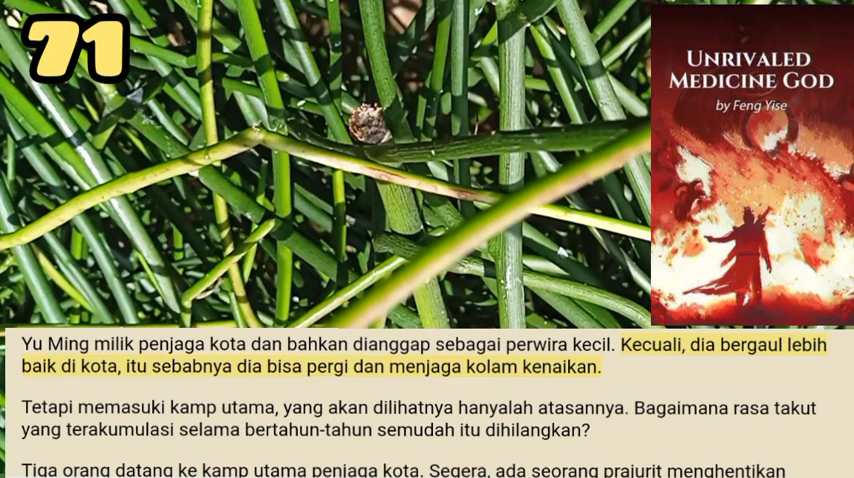 71
UNRIVALED
MEDICINE GOD
by Feng Yise
Yu Ming milik penjaga kota dan bahkan dianggap sebagai perwira kecil. Kecuali, dia bergaul lebih
baik di kota, itu sebabnya dia bisa pergi dan menjaga kolam kenaikan.
Tetapi memasuki kamp utama, yang akan dilihatnya hanyalah atasannya. Bagaimana rasa takut
yang terakumulasi selama bertahun-tahun semudah itu dihilangkan?
Tiga orang datang ke kamp utama penjaga kota. Segera, ada seorang prajurit menghentikan